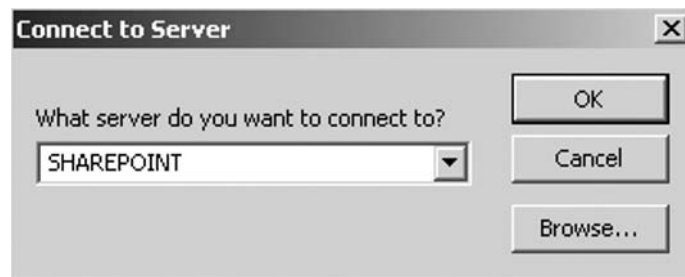 Connect to Server
What server do you want to connect to?
SHAREPOINT
OK
Cancel
Browse...